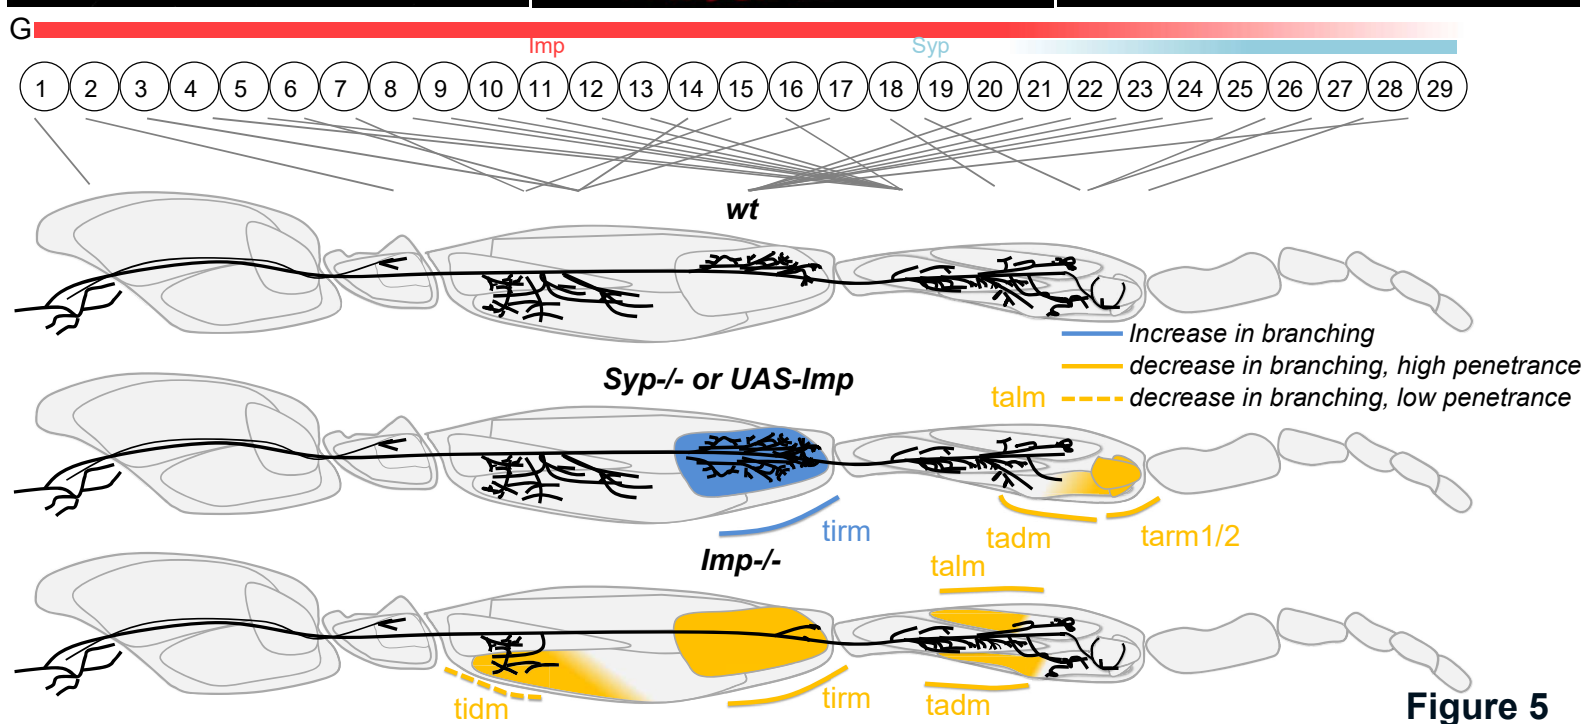 G
Imp Syp
1 2 3 4 5 6 7 8 9 10 11 12 13 14 15 16 17 18 19 20 21 22 23 24 25 26 27 28 29
wt
Increase in branching
decrease in branching, high penetrance
talm decrease in branching, low penetrance
Syp-/- or UAS-Imp
tirm
tadm tarm1/2
Imp-/-
talm
tidm tirm tadm
Figure 5